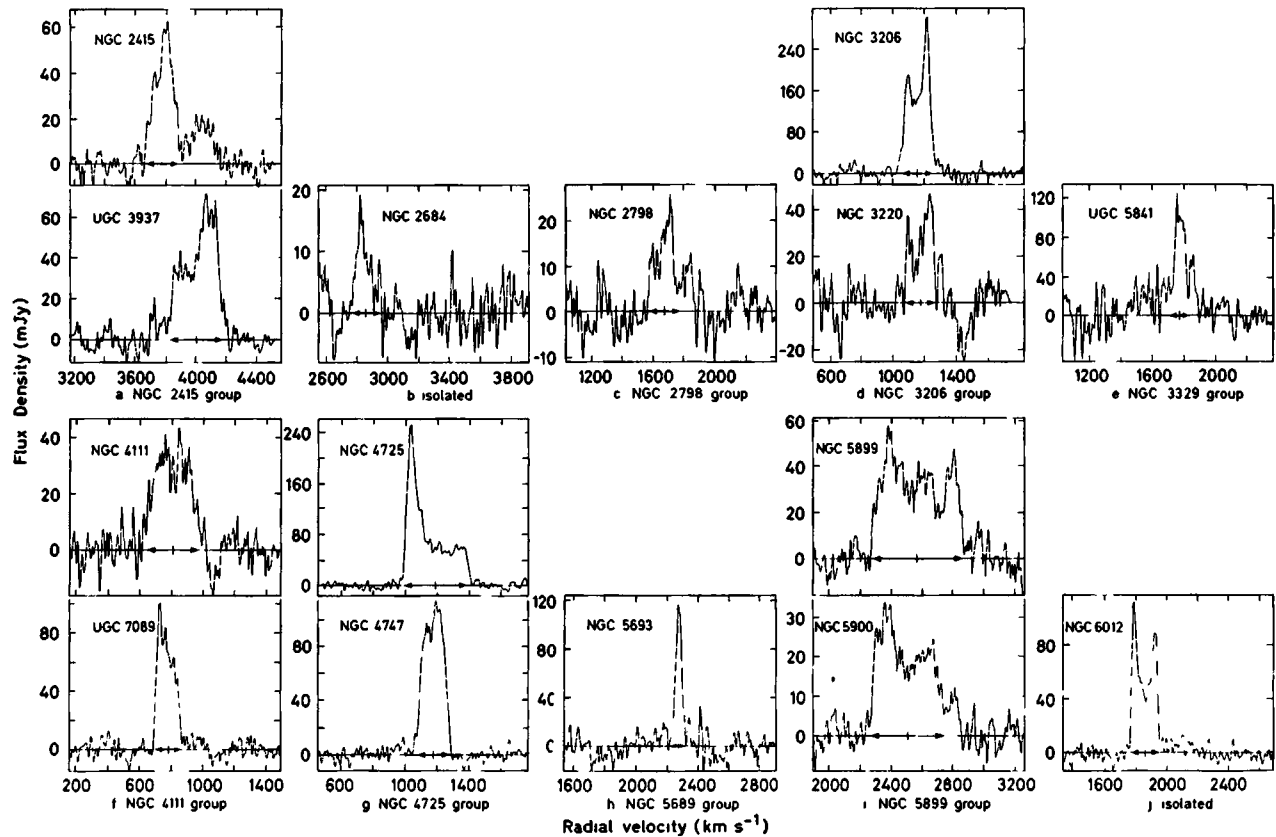 60
NGC 2415
40
20
0
NGC 3206
240
160
80
0
UGC 3937
60
40
20
0
3200 3600 4000 4400
a NGC 2415 group
20
NGC 2684
10
0
2600 3000 3400 3800
b isolated
NGC 2798
20
10
0
-10
1200 1600 2000
c NGC 2798 group
NGC 3220
40
20
0
-20
600 1000 1400
d NGC 3206 group
UGC 5841
120
80
40
0
1200 1600 2000
e NGC 3329 group
Flux Density (mJy)
NGC 4111
40
20
0
NGC 4725
240
160
80
0
NGC 5899
60
40
20
0
UGC 7089
80
40
0
200 600 1000 1400
f NGC 4111 group
NGC 4747
80
40
0
600 1000 1400
g NGC 4725 group
NGC 5693
120
80
40
0
1600 2000 2400 2800
h NGC 5689 group
NGC 5900
30
20
10
0
2000 2400 2800 3200
i NGC 5899 group
NGC 6012
80
40
0
1600 2000 2400
j isolated
Radial velocity (km s⁻¹)